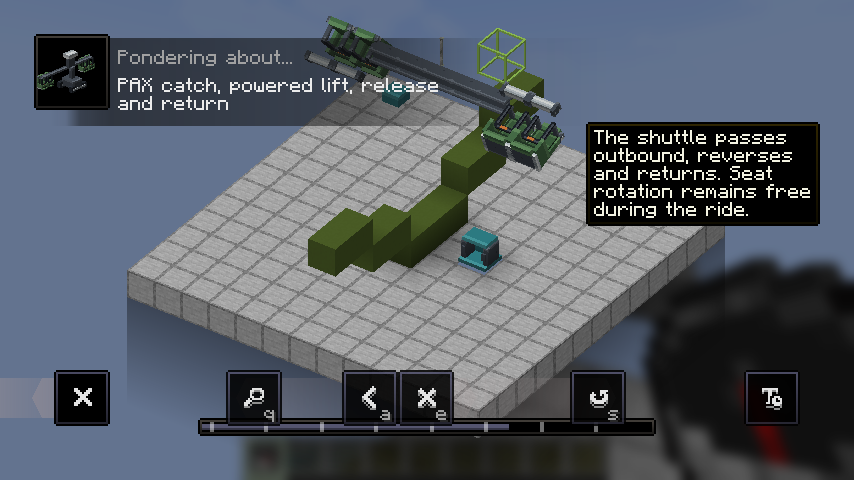 Pondering about...
PAX catch, powered lift, release
and return
The shuttle passes
outbound, reverses
and returns. Seat
rotation remains free
during the ride.
q
a
e
s
T